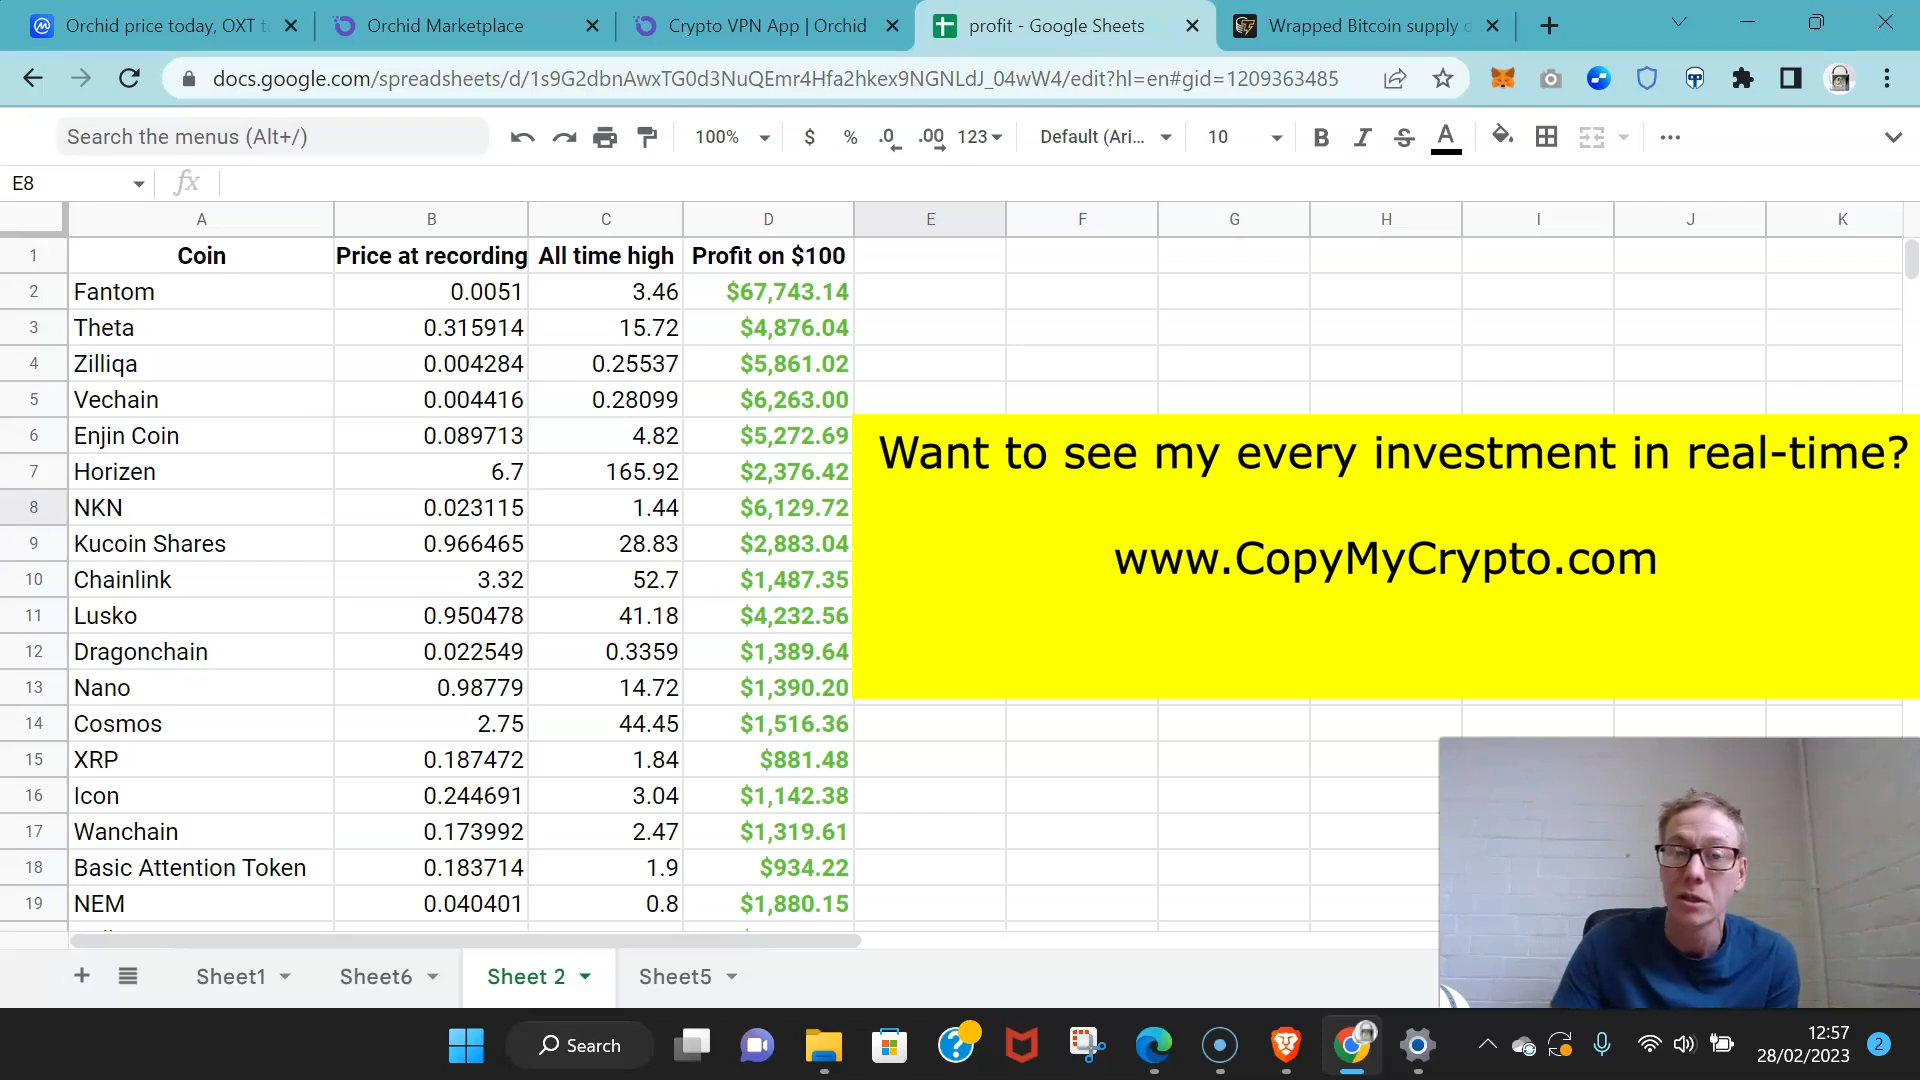 Orchid price today, OXT t
Orchid Marketplace
Crypto VPN App | Orchid
profit - Google Sheets
Wrapped Bitcoin supply o
docs.google.com/spreadsheets/d/1s9G2dbnAwxTG0d3NuQEmr4Hfa2hkex9NGNLdJ_04wW4/edit?hl=en#gid=1209363485
Search the menus (Alt+/)
100%
$
%
.0
.00
123
Default (Ari...
10
B
I
S
A
E8
fx
A B C D E F G H I J K
1 Coin Price at recording All time high Profit on $100
2 Fantom 0.0051 3.46 $67,743.14
3 Theta 0.315914 15.72 $4,876.04
4 Zilliqa 0.004284 0.25537 $5,861.02
5 Vechain 0.004416 0.28099 $6,263.00
6 Enjin Coin 0.089713 4.82 $5,272.69
7 Horizen 6.7 165.92 $2,376.42
8 NKN 0.023115 1.44 $6,129.72
9 Kucoin Shares 0.966465 28.83 $2,883.04
10 Chainlink 3.32 52.7 $1,487.35
11 Lusko 0.950478 41.18 $4,232.56
12 Dragonchain 0.022549 0.3359 $1,389.64
13 Nano 0.98779 14.72 $1,390.20
14 Cosmos 2.75 44.45 $1,516.36
15 XRP 0.187472 1.84 $881.48
16 Icon 0.244691 3.04 $1,142.38
17 Wanchain 0.173992 2.47 $1,319.61
18 Basic Attention Token 0.183714 1.9 $934.22
19 NEM 0.040401 0.8 $1,880.15
Want to see my every investment in real-time?
www.CopyMyCrypto.com
Sheet1
Sheet6
Sheet 2
Sheet5
Search
12:57
28/02/2023
2